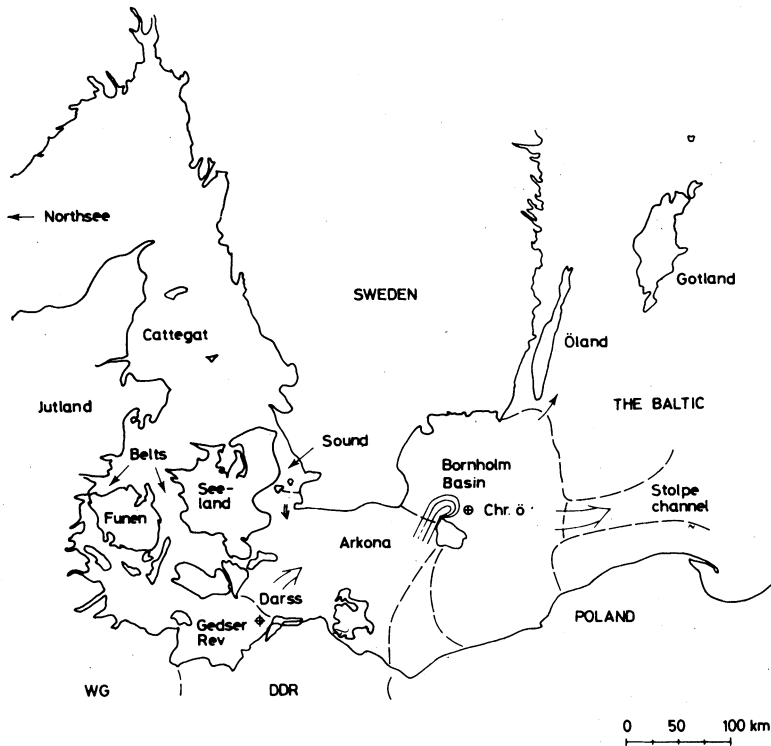 Northsee
SWEDEN
Gotland
Cattegat
Öland
Jutland
THE BALTIC
Sound
Belts
Bornholm
Basin
See-
land
Stolpe
channel
Funen
Chr. ö
Arkona
Darss
Gedser
Rev
POLAND
WG
DDR
0 50 100 km